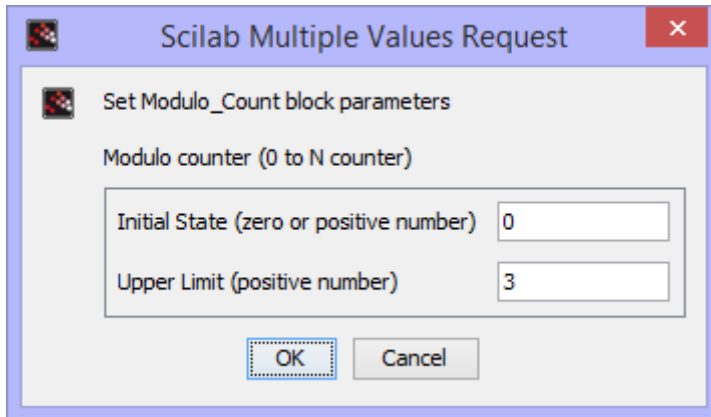 Scilab Multiple Values Request
Set Modulo_Count block parameters
Modulo counter (0 to N counter)
Initial State (zero or positive number) 0
Upper Limit (positive number) 3
OK Cancel